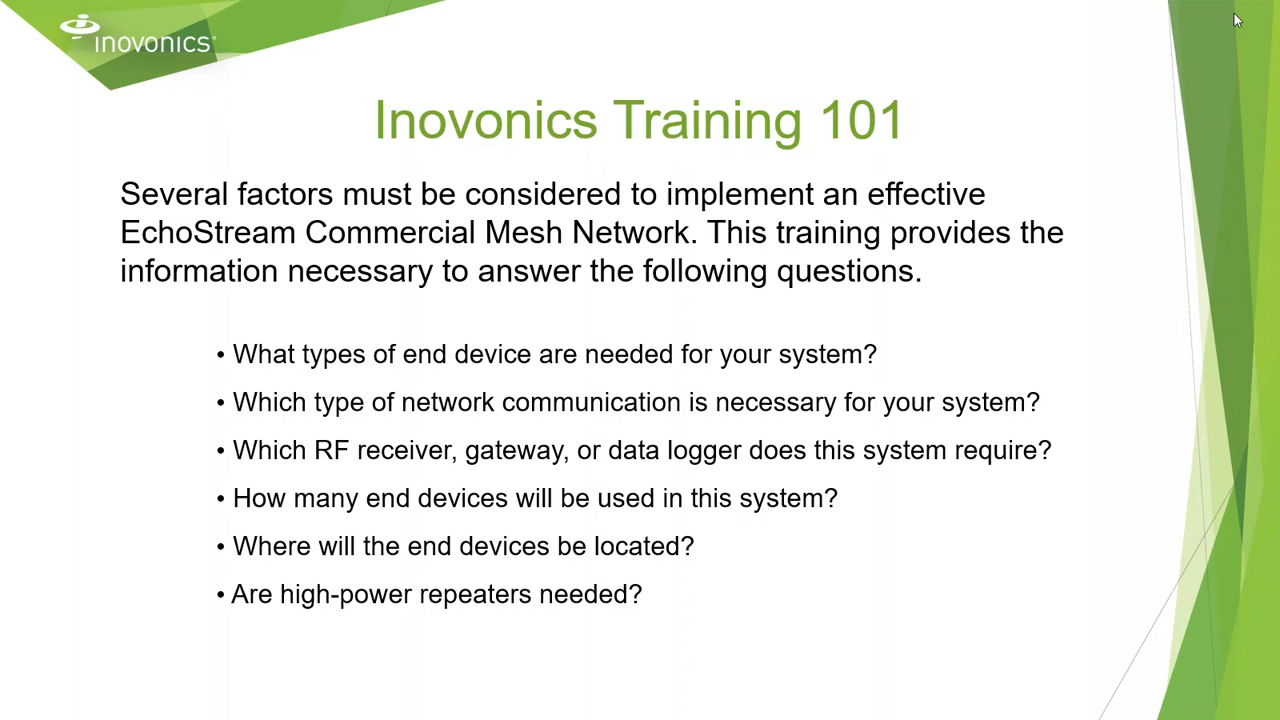 inovonics
Inovonics Training 101
Several factors must be considered to implement an effective
EchoStream Commercial Mesh Network. This training provides the
information necessary to answer the following questions.
• What types of end device are needed for your system?
• Which type of network communication is necessary for your system?
• Which RF receiver, gateway, or data logger does this system require?
• How many end devices will be used in this system?
• Where will the end devices be located?
• Are high-power repeaters needed?